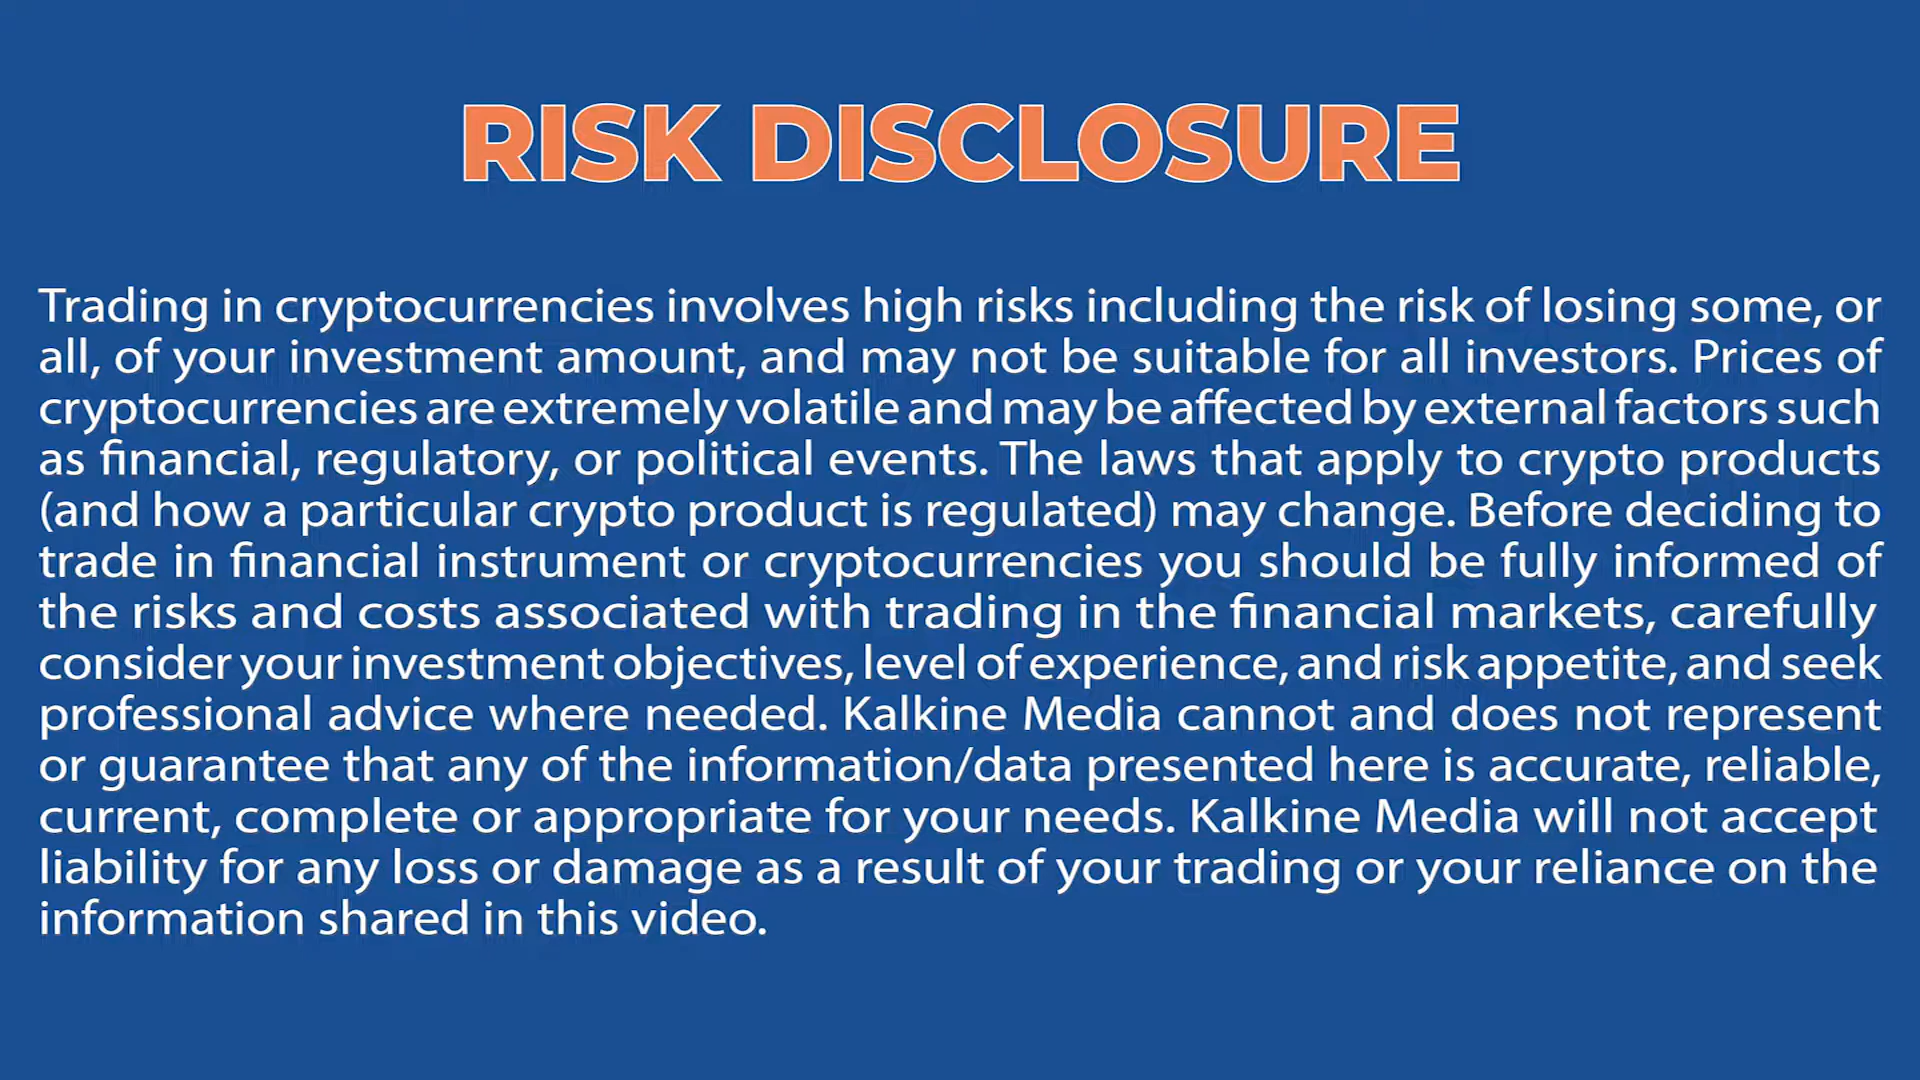 RISK DISCLOSURE
Trading in cryptocurrencies involves high risks including the risk of losing some, or
all, of your investment amount, and may not be suitable for all investors. Prices of
cryptocurrencies are extremely volatile and may be affected by external factors such
as financial, regulatory, or political events. The laws that apply to crypto products
(and how a particular crypto product is regulated) may change. Before deciding to
trade in financial instrument or cryptocurrencies you should be fully informed of
the risks and costs associated with trading in the financial markets, carefully
consider your investment objectives, level of experience, and risk appetite, and seek
professional advice where needed. Kalkine Media cannot and does not represent
or guarantee that any of the information/data presented here is accurate, reliable,
current, complete or appropriate for your needs. Kalkine Media will not accept
liability for any loss or damage as a result of your trading or your reliance on the
information shared in this video.